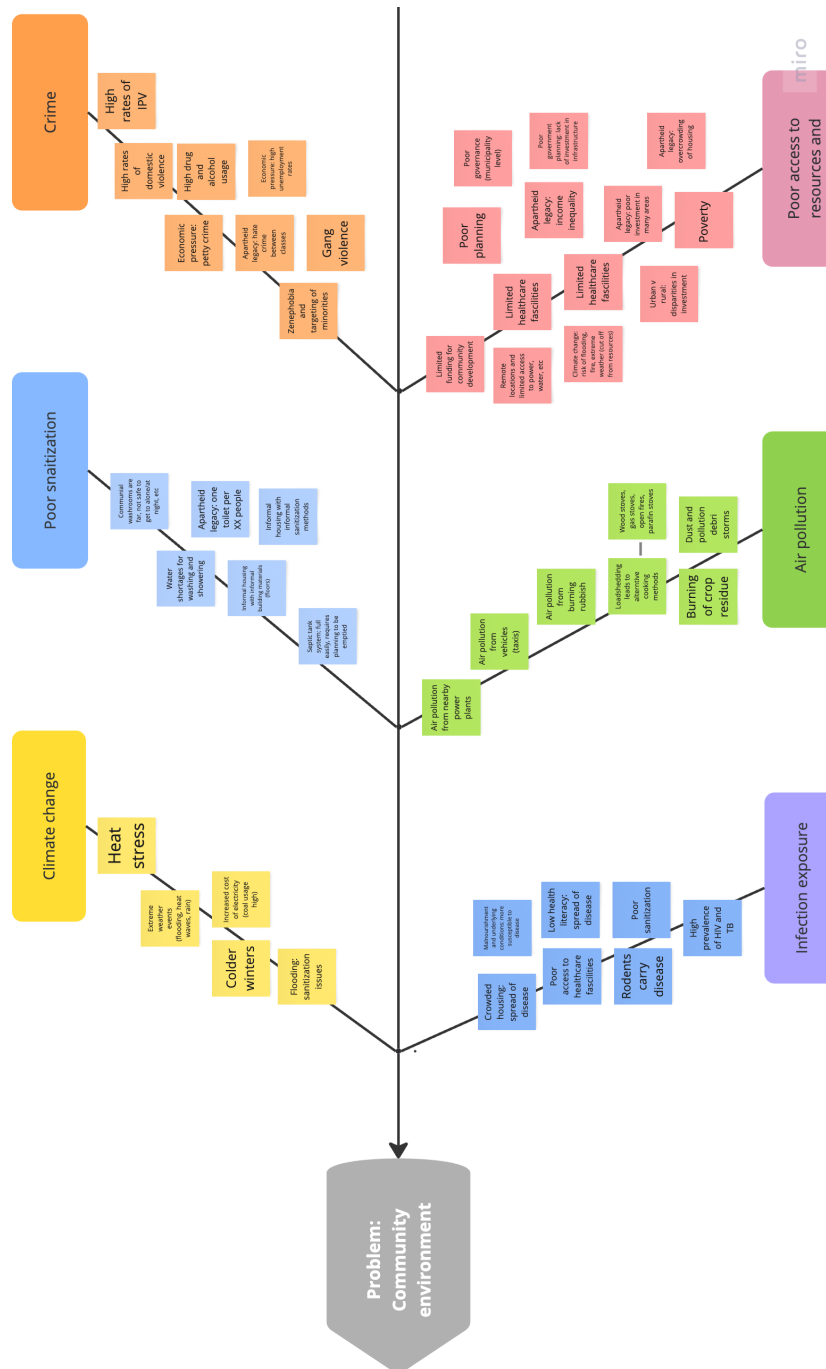 Crime
High
rates of
IPV
High rates
of
domestic
violence
High drug
and
alcohol
usage
Economic
pressure: high
unemployment
rates
Economic
pressure:
petty crime
Apartheid
legacy: hate
crime
between
classes
Gang
violence
Zenephobia
and
targeting of
minorities
Poor snaitization
Communal
washrooms are
far, not safe to
get to alone/at
night, etc
Apartheid
legacy: one
toilet per
XX people
Informal
housing with
informal
sanitization
methods
Water
shortages for
washing and
showering
Informal housing
with informal
building materials
(floors)
Septic tank
system: full
easily, requires
planning to be
emptied
Climate change
Heat
stress
Extreme
weather
events
(flooding, heat
waves, rain)
Increased cost
of electricity
(coal usage
high)
Colder
winters
Flooding:
sanitization
issues
Problem:
Community
environment
miro
Poor access to
resources and
Poor
governance
(municipality
level)
Poor
government
planning: lack
of investment in
infrastructure
Apartheid
legacy:
overcrowding
of housing
Poor
planning
Apartheid
legacy:
income
inequality
Apartheid
legacy: poor
investment in
many areas
Poverty
Limited
healthcare
fascilities
Limited
healthcare
fascilities
Urban v
rural:
disparities in
investment
Limited
funding for
community
development
Remote
locations and
limited access
to power,
water, etc
Climate change:
risk of flooding,
fire, extreme
weather (cut off
from resources)
Air pollution
Wood stoves,
gas stoves,
open fires,
parafin stoves
Dust and
pollution
debri
storms
Loadshedding
leads to
alterntive
cooking
methods
Burning
of crop
residue
Air pollution
from
burning
rubbish
Air pollution
from
vehicles
(taxis)
Air pollution
from nearby
power
plants
Infection exposure
Malnourishment
and underlying
conditions: more
susceptible to
disease
Low health
literacy:
spread of
disease
Poor
sanitization
High
prevalence
of HIV and
TB
Crowded
housing:
spread of
disease
Poor
access to
healthcare
fascilities
Rodents
carry
disease